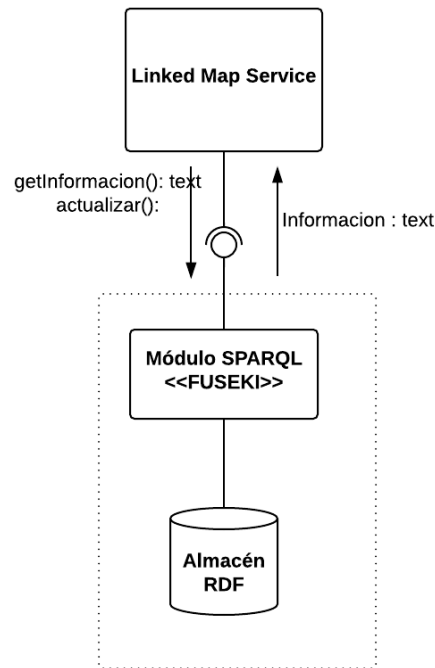 Linked Map Service
getInformacion(): text
actualizar():
Informacion : text
Módulo SPARQL
<<FUSEKI>>
Almacén
RDF